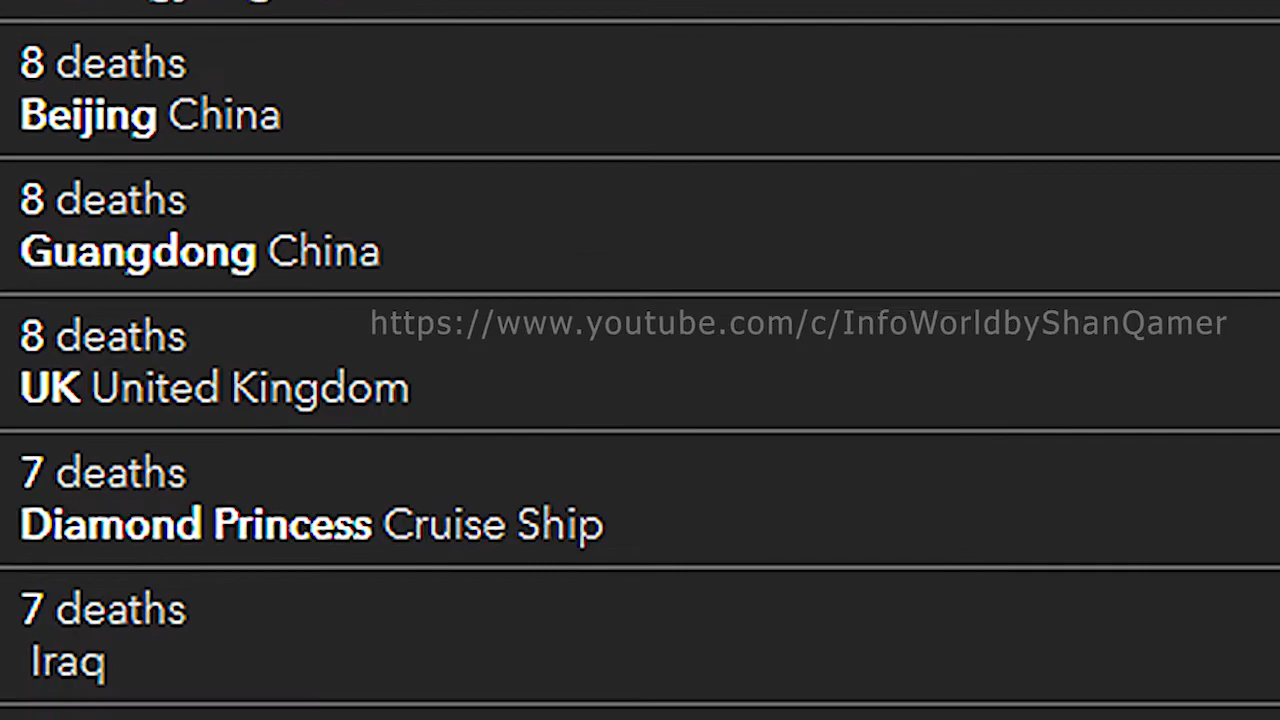 8 deaths
Beijing China
8 deaths
Guangdong China
8 deaths
https://www.youtube.com/c/InfoWorldbyShanQamer
UK United Kingdom
7 deaths
Diamond Princess Cruise Ship
7 deaths
Iraq